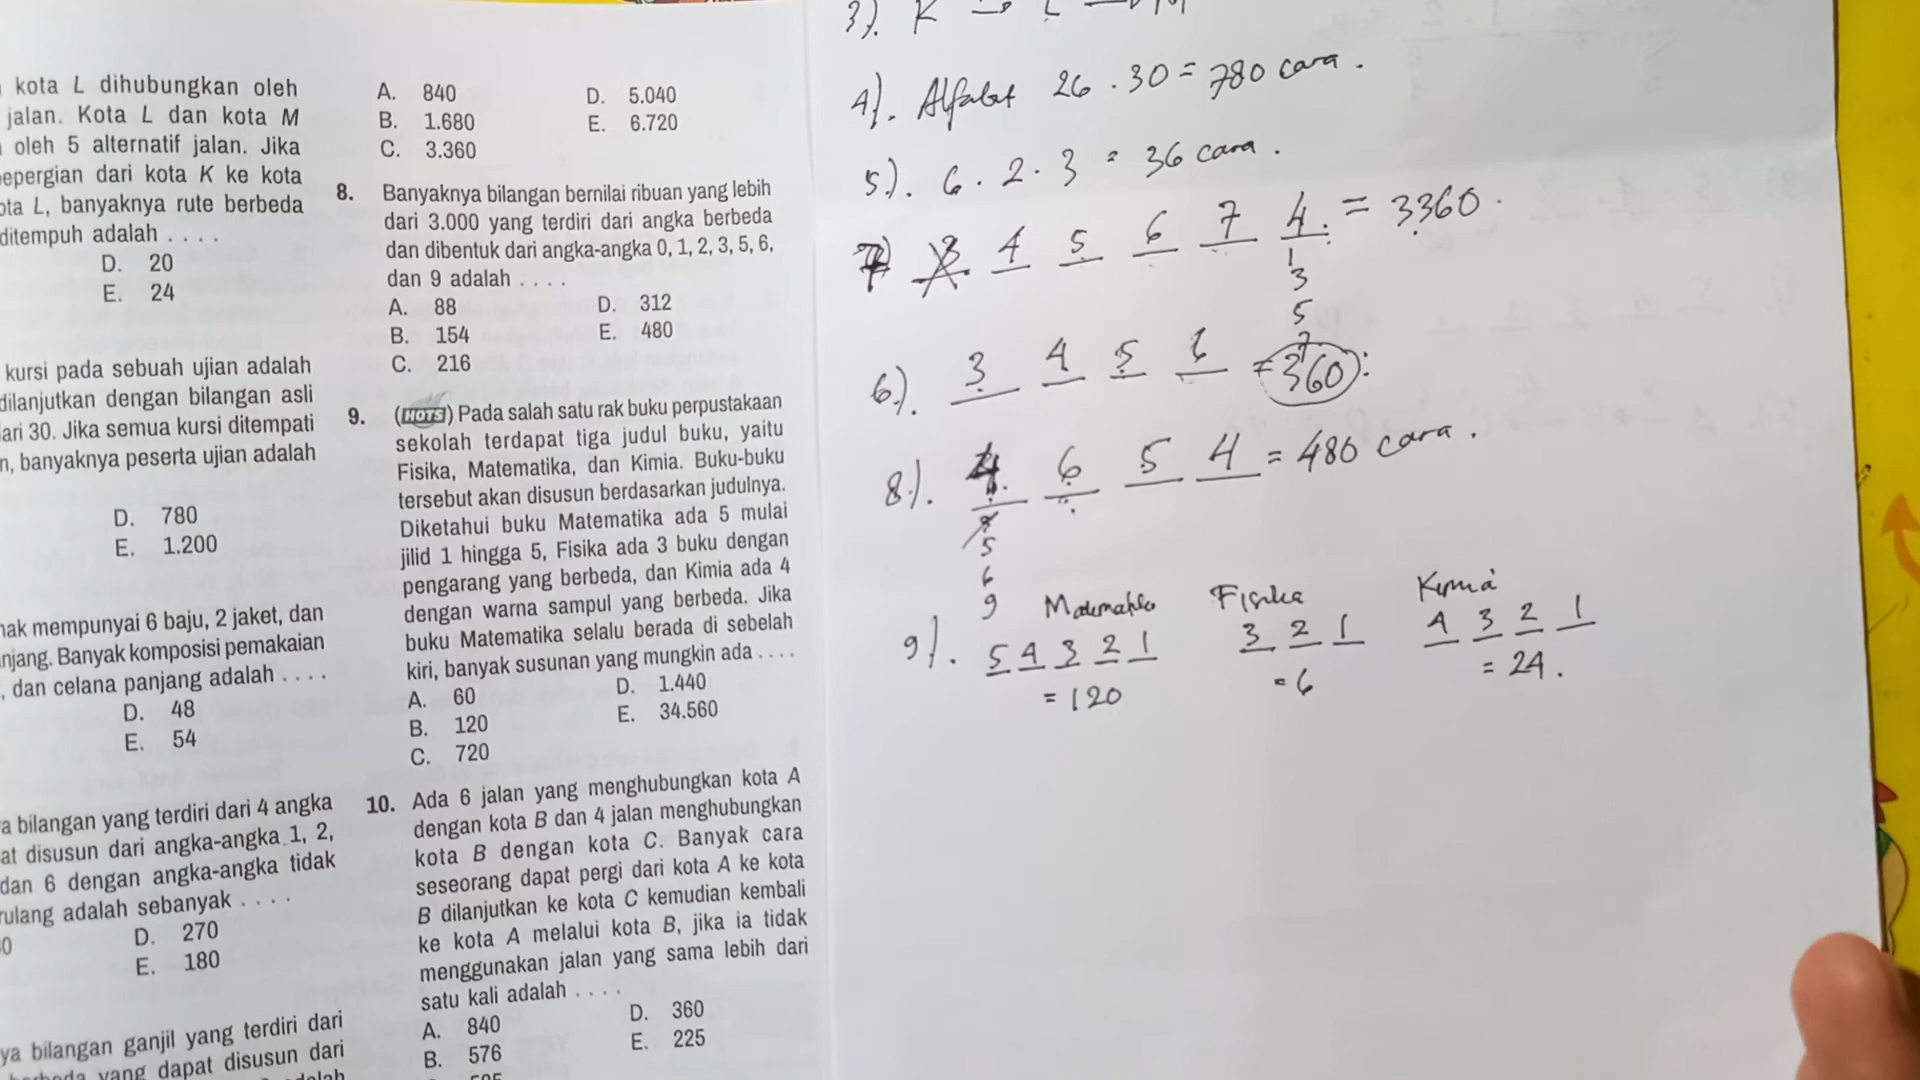 kota L dihubungkan oleh
jalan. Kota L dan kota M
oleh 5 alternatif jalan. Jika
epergian dari kota K ke kota
ota L, banyaknya rute berbeda
ditempuh adalah . . . .
D. 20
E. 24
kursi pada sebuah ujian adalah
dilanjutkan dengan bilangan asli
dari 30. Jika semua kursi ditempati
n, banyaknya peserta ujian adalah
D. 780
E. 1.200
nak mempunyai 6 baju, 2 jaket, dan
njang. Banyak komposisi pemakaian
, dan celana panjang adalah . . . .
D. 48
E. 54
a bilangan yang terdiri dari 4 angka
at disusun dari angka-angka 1, 2,
dan 6 dengan angka-angka tidak
rulang adalah sebanyak . . . .
0
D. 270
E. 180
ya bilangan ganjil yang terdiri dari
yang dapat disusun dari
A. 840
B. 1.680
C. 3.360
D. 5.040
E. 6.720
8. Banyaknya bilangan bernilai ribuan yang lebih
dari 3.000 yang terdiri dari angka berbeda
dan dibentuk dari angka-angka 0, 1, 2, 3, 5, 6,
dan 9 adalah . . . .
A. 88
B. 154
C. 216
D. 312
E. 480
9. (HOTS) Pada salah satu rak buku perpustakaan
sekolah terdapat tiga judul buku, yaitu
Fisika, Matematika, dan Kimia. Buku-buku
tersebut akan disusun berdasarkan judulnya.
Diketahui buku Matematika ada 5 mulai
jilid 1 hingga 5, Fisika ada 3 buku dengan
pengarang yang berbeda, dan Kimia ada 4
dengan warna sampul yang berbeda. Jika
buku Matematika selalu berada di sebelah
kiri, banyak susunan yang mungkin ada . . . .
A. 60
B. 120
C. 720
D. 1.440
E. 34.560
10. Ada 6 jalan yang menghubungkan kota A
dengan kota B dan 4 jalan menghubungkan
kota B dengan kota C. Banyak cara
seseorang dapat pergi dari kota A ke kota
B dilanjutkan ke kota C kemudian kembali
ke kota A melalui kota B, jika ia tidak
menggunakan jalan yang sama lebih dari
satu kali adalah . . . .
A. 840
B. 576
D. 360
E. 225
3). K → L → M
4). Alfabet 26 . 30 = 780 cara .
5). 6 . 2 . 3 = 36 cara .
7) 4 5 6 7 4 = 3360 .
1
3
5
7
6). 3 4 5 6 = 360
8). 4 6 5 4 = 480 cara .
5
6
9
9). Matematika Fisika Kimia
5 4 3 2 1 3 2 1 4 3 2 1
= 120 = 6 = 24 .